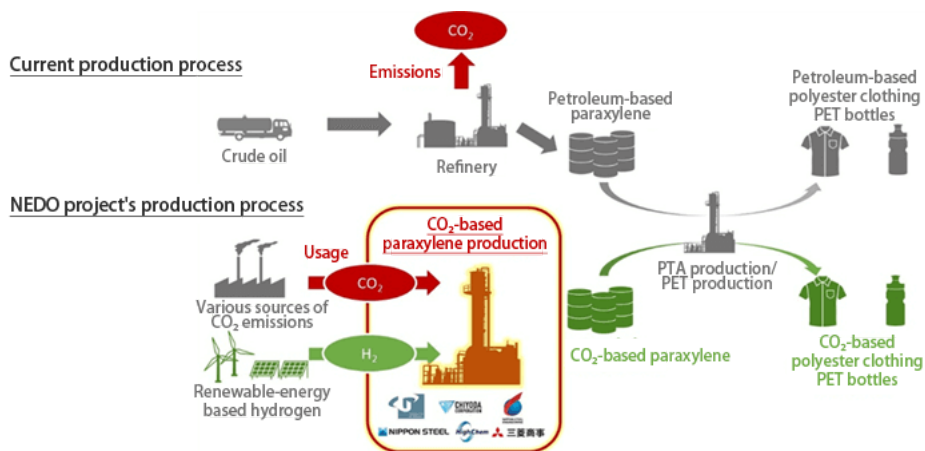 CO₂
Current production process
Emissions
Petroleum-based
paraxylene
Petroleum-based
polyester clothing
PET bottles
Crude oil
Refinery
NEDO project's production process
CO₂-based
paraxylene production
Usage
CO₂
Various sources of
CO₂ emissions
PTA production/
PET production
H₂
CO₂-based paraxylene
CO₂-based
polyester clothing
PET bottles
Renewable-energy
based hydrogen
CHIYODA
CORPORATION
NIPPON STEEL
HighChem
三菱商事